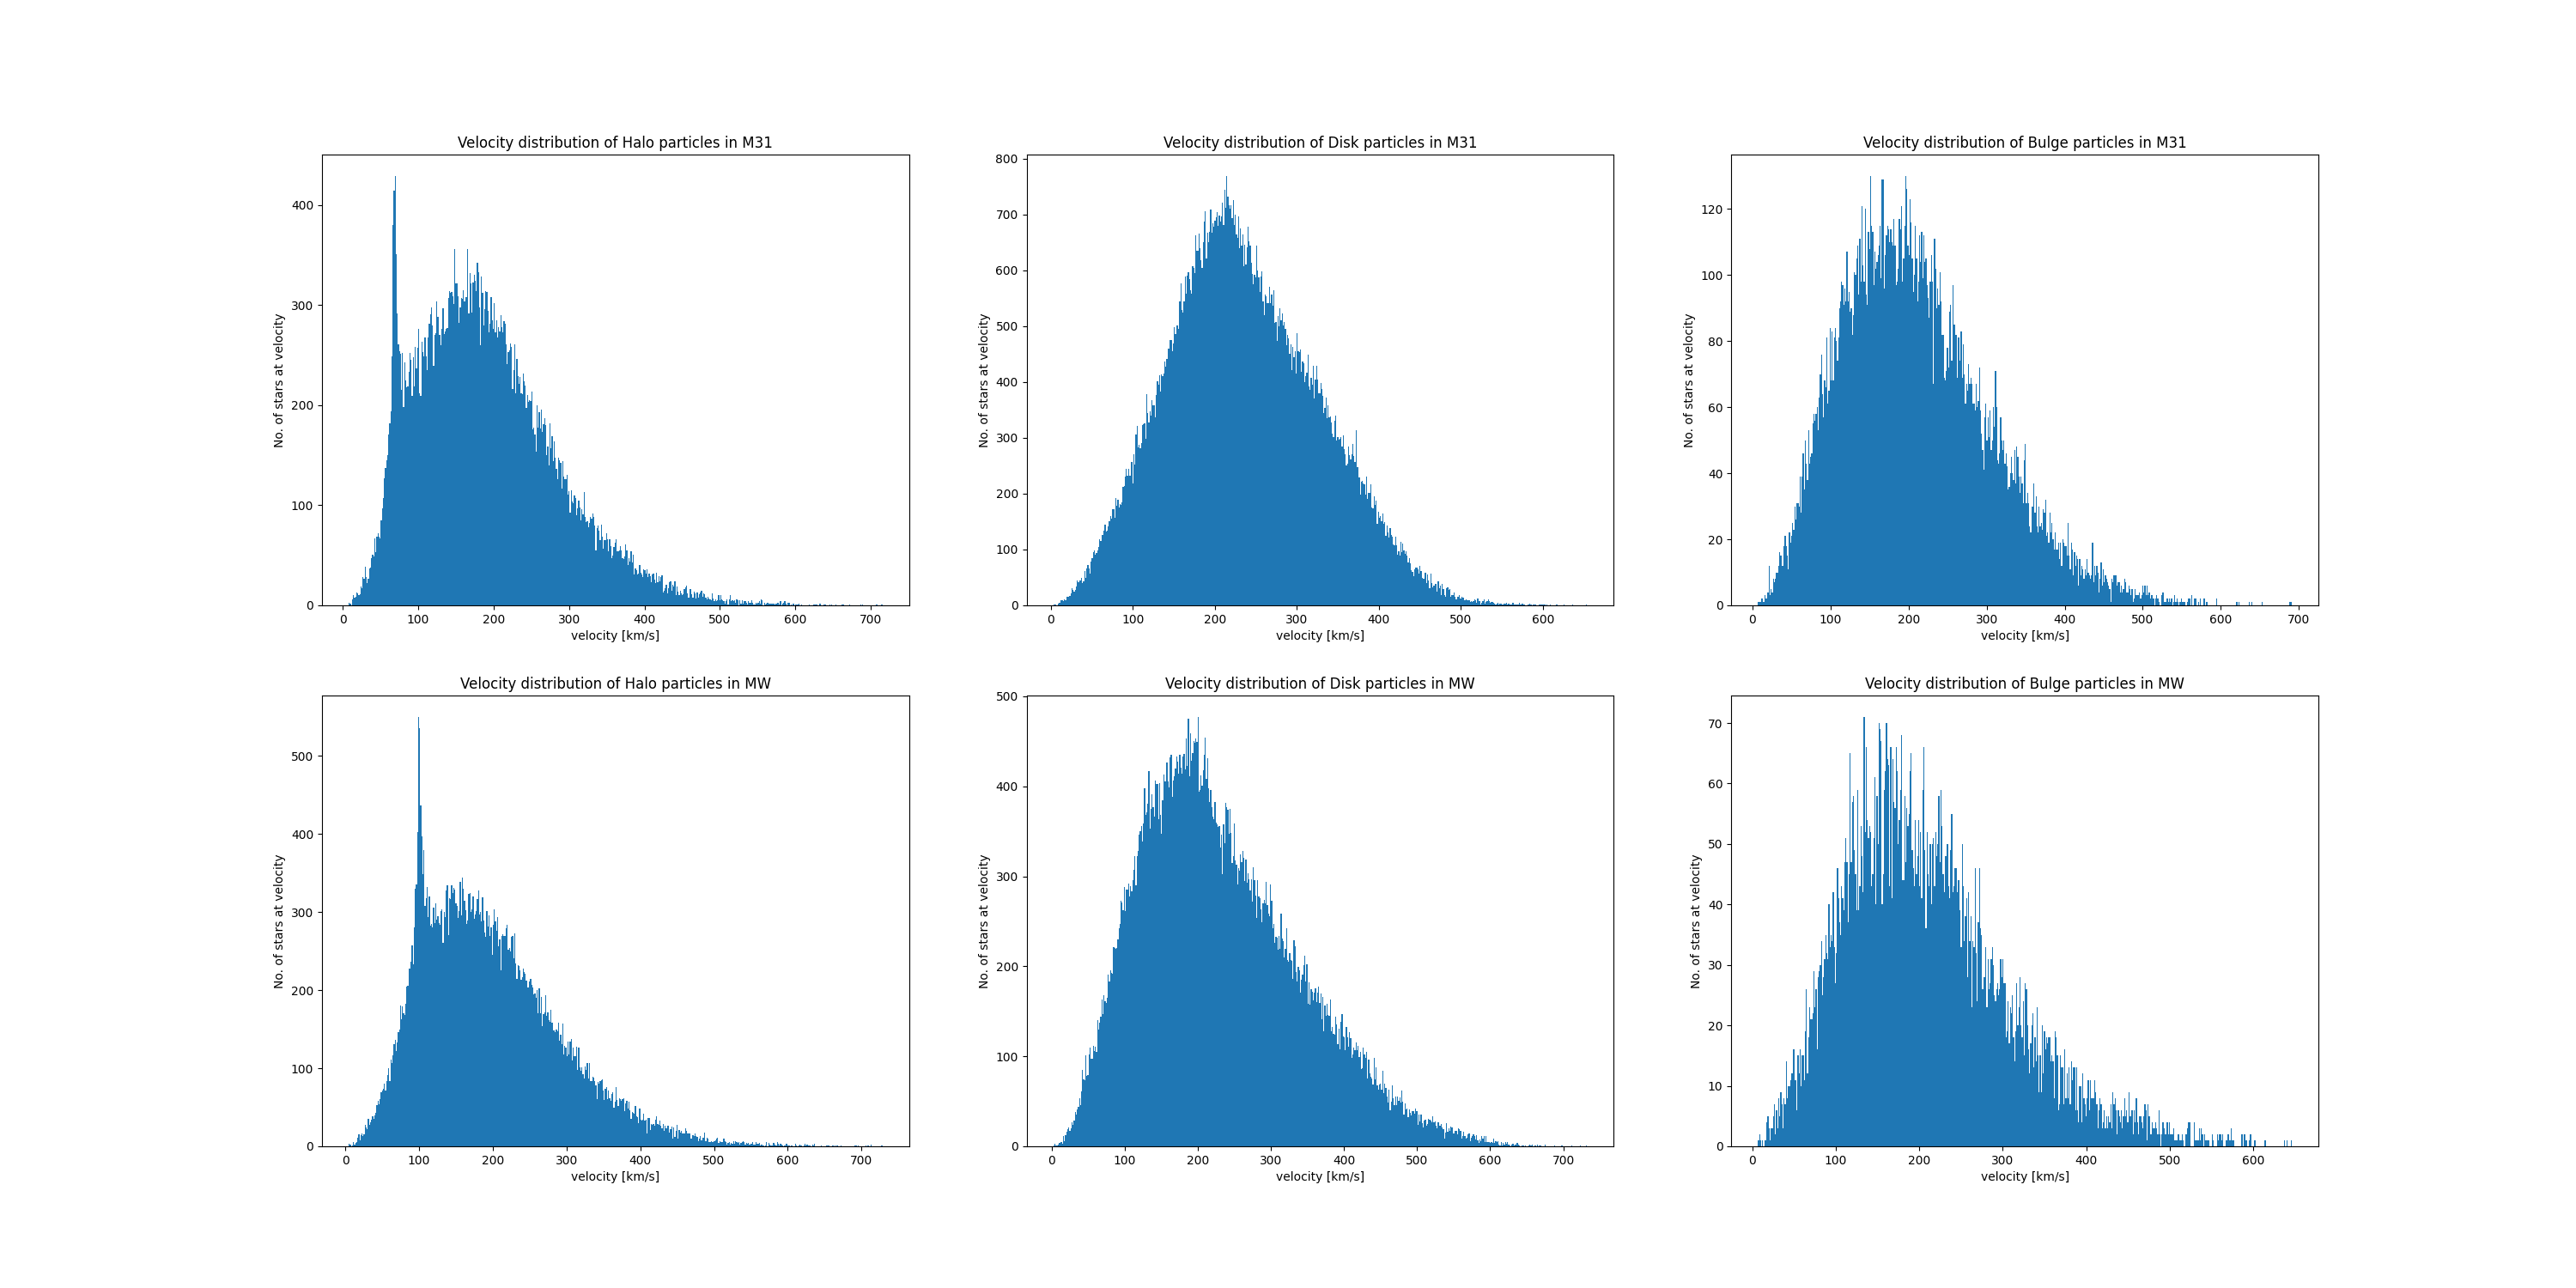 Velocity distribution of Halo particles in M31
No. of stars at velocity
400
300
200
100
0
0 100 200 300 400 500 600 700
velocity [km/s]
Velocity distribution of Disk particles in M31
No. of stars at velocity
800
700
600
500
400
300
200
100
0
0 100 200 300 400 500 600
velocity [km/s]
Velocity distribution of Bulge particles in M31
No. of stars at velocity
120
100
80
60
40
20
0
0 100 200 300 400 500 600 700
velocity [km/s]
Velocity distribution of Halo particles in MW
No. of stars at velocity
500
400
300
200
100
0
0 100 200 300 400 500 600 700
velocity [km/s]
Velocity distribution of Disk particles in MW
No. of stars at velocity
500
400
300
200
100
0
0 100 200 300 400 500 600 700
velocity [km/s]
Velocity distribution of Bulge particles in MW
No. of stars at velocity
70
60
50
40
30
20
10
0
0 100 200 300 400 500 600
velocity [km/s]